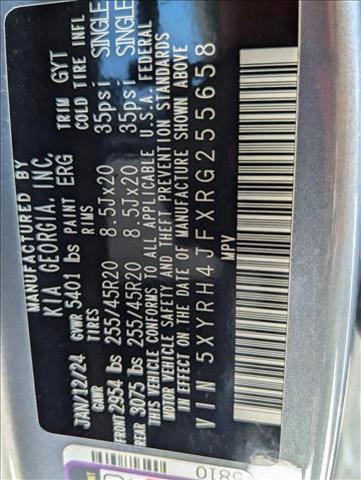 MANUFACTURED BY
KIA GEORGIA, INC.
JAN/12/24 GVWR 5401 lbs PAINT ERG TRIM GYT
GAWR TIRES RIMS COLD TIRE INFL
FRONT 2954 lbs 255/45R20 8.5Jx20 35psi SINGLE
REAR 3075 lbs 255/45R20 8.5Jx20 35psi SINGLE
THIS VEHICLE CONFORMS TO ALL APPLICABLE U.S.A. FEDERAL
MOTOR VEHICLE SAFETY AND THEFT PREVENTION STANDARDS
IN EFFECT ON THE DATE OF MANUFACTURE SHOWN ABOVE
VIN 5XYRH4JFXRG255658
MPV
5810